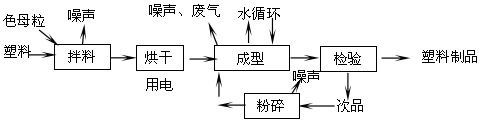 噪声
噪声、废气
水循环
色母粒
塑料
拌料
烘干
成型
检验
塑料制品
用电
噪声
粉碎
次品